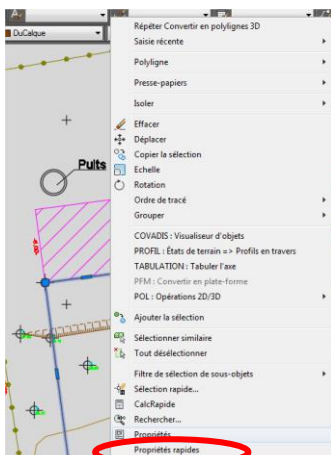 DuCalque
Puits
Répéter Convertir en polylignes 3D
Saisie récente
Polyligne
Presse-papiers
Isoler
Effacer
Déplacer
Copier la sélection
Echelle
Rotation
Ordre de tracé
Grouper
COVADIS : Visualiseur d'objets
PROFIL : États de terrain => Profils en travers
TABULATION : Tabuler l'axe
PFM : Convertir en plate-forme
POL : Opérations 2D/3D
Ajouter la sélection
Sélectionner similaire
Tout désélectionner
Filtre de sélection de sous-objets
Sélection rapide...
CalcRapide
Rechercher...
Propriétés
Propriétés rapides